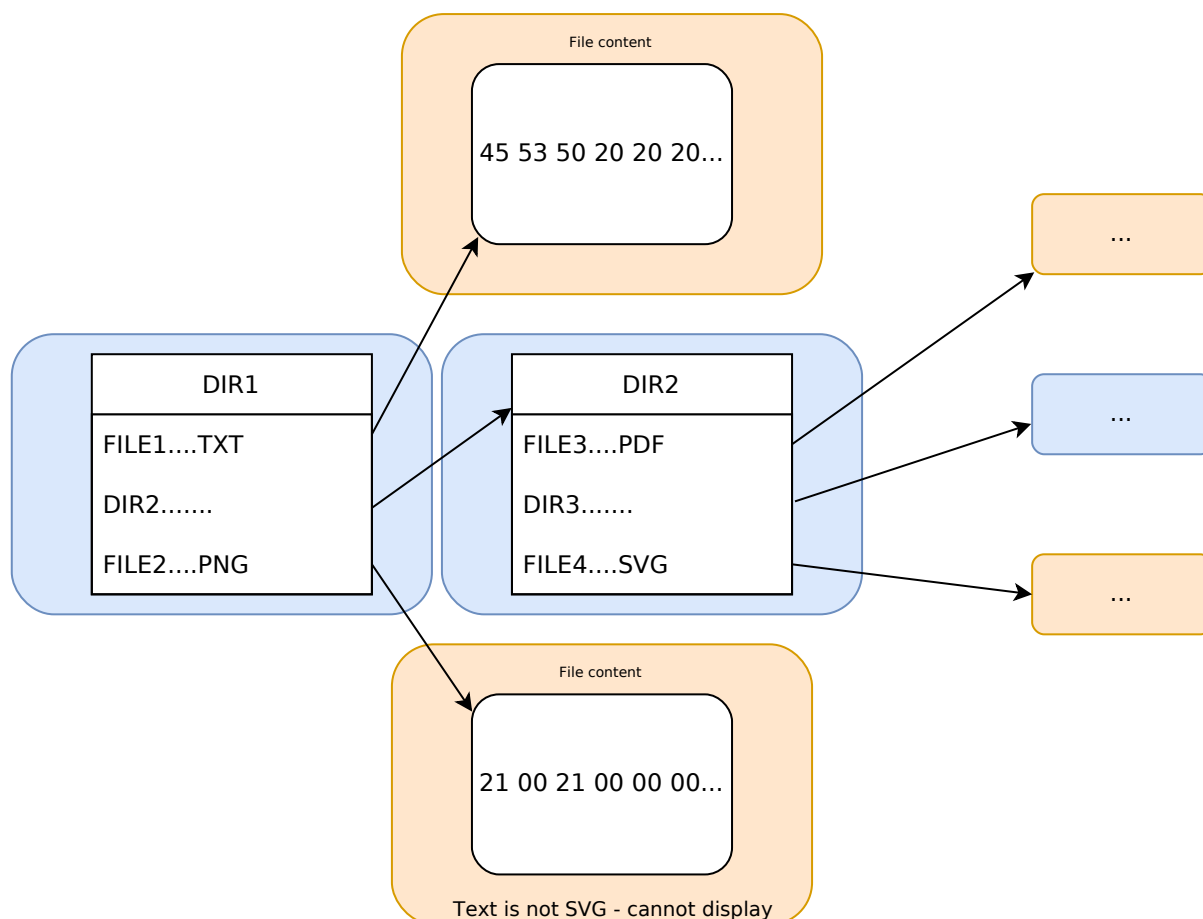 File content
45 53 50 20 20 20...
...
DIR1
FILE1....TXT
DIR2.......
FILE2....PNG
DIR2
FILE3....PDF
DIR3.......
FILE4....SVG
...
...
File content
21 00 21 00 00 00...
Text is not SVG - cannot display